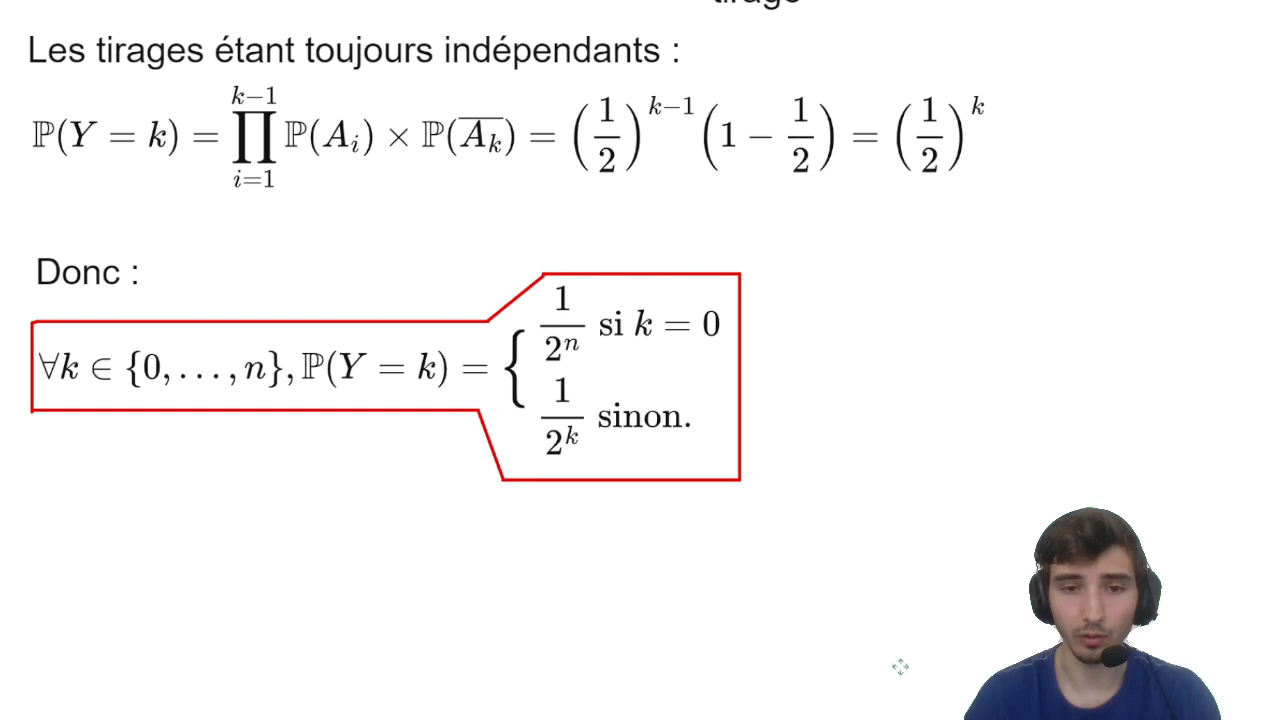 tirage
Les tirages étant toujours indépendants :
ℙ(Y = k) = ∏_{i=1}^{k−1} ℙ(A_i) × ℙ(\overline{A_k}) = (1/2)^{k−1} (1 − 1/2) = (1/2)^k
Donc :
∀k ∈ {0, …, n}, ℙ(Y = k) = { 1/2^n si k = 0
1/2^k sinon.